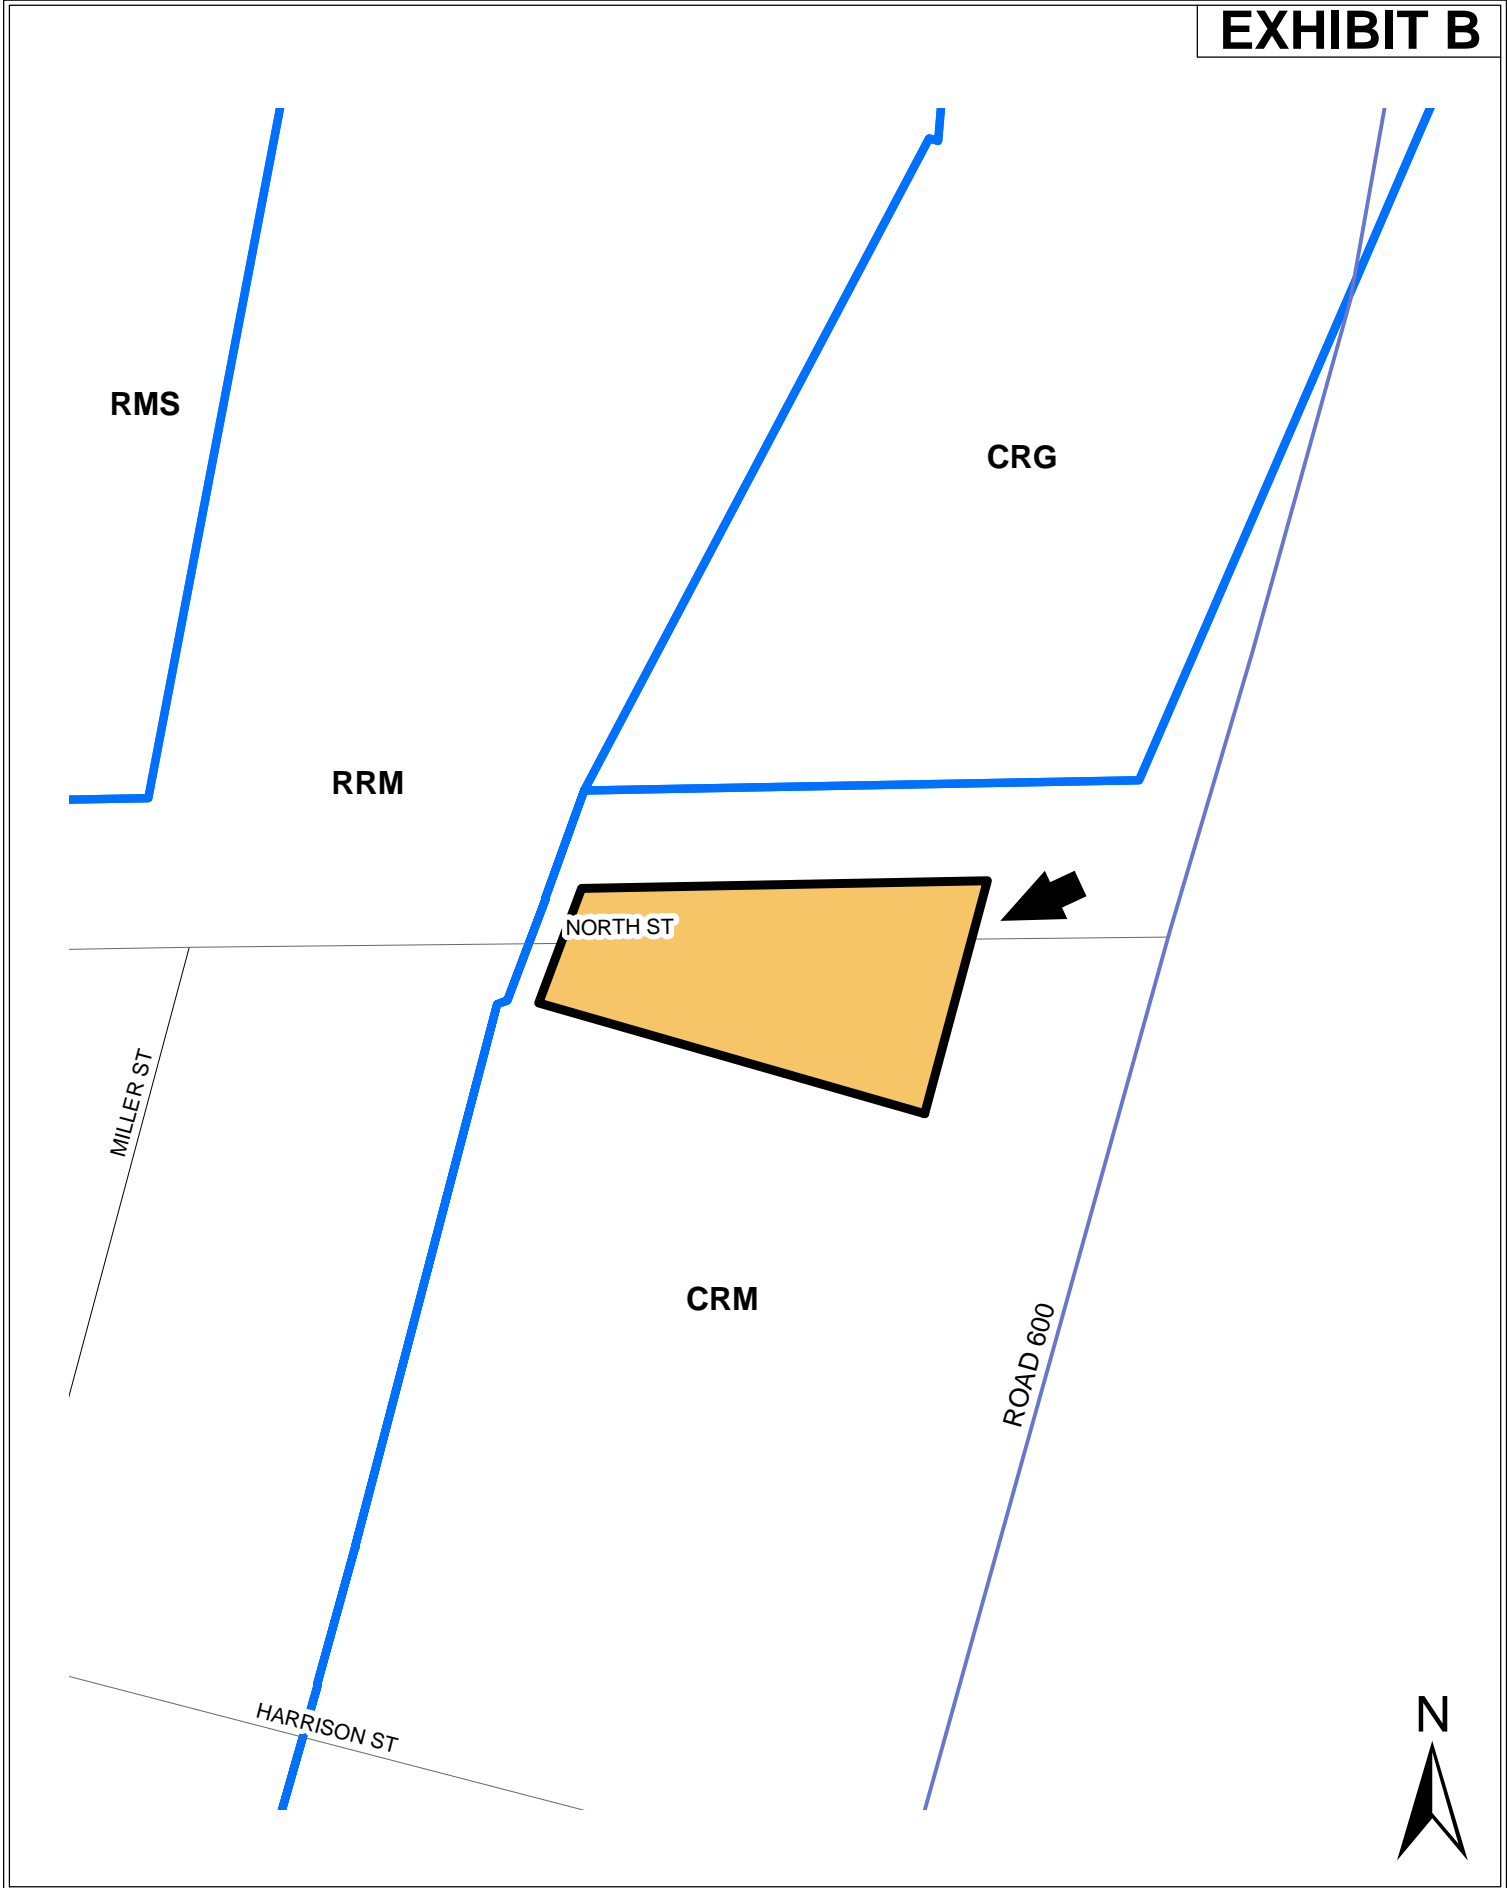 EXHIBIT B
RMS
CRG
RRM
NORTH ST
MILLER ST
CRM
ROAD 600
HARRISON ST
N